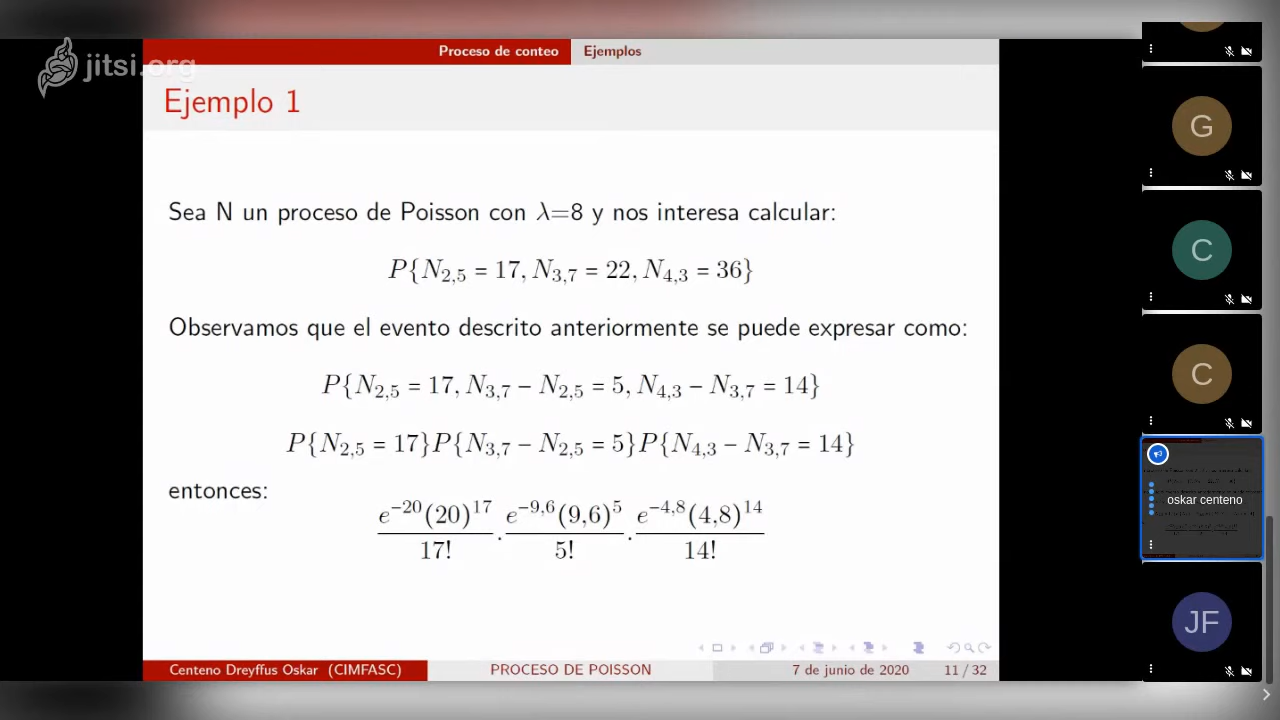 jitsi.org
Proceso de conteo Ejemplos
Ejemplo 1
Sea N un proceso de Poisson con λ=8 y nos interesa calcular:
P{N_{2,5} = 17, N_{3,7} = 22, N_{4,3} = 36}
Observamos que el evento descrito anteriormente se puede expresar como:
P{N_{2,5} = 17, N_{3,7} − N_{2,5} = 5, N_{4,3} − N_{3,7} = 14}
P{N_{2,5} = 17}P{N_{3,7} − N_{2,5} = 5}P{N_{4,3} − N_{3,7} = 14}
entonces:
\frac{e^{-20}(20)^{17}}{17!} . \frac{e^{-9,6}(9,6)^{5}}{5!} . \frac{e^{-4,8}(4,8)^{14}}{14!}
Centeno Dreyffus Oskar (CIMFASC) PROCESO DE POISSON 7 de junio de 2020 11 / 32
G
C
C
oskar centeno
JF